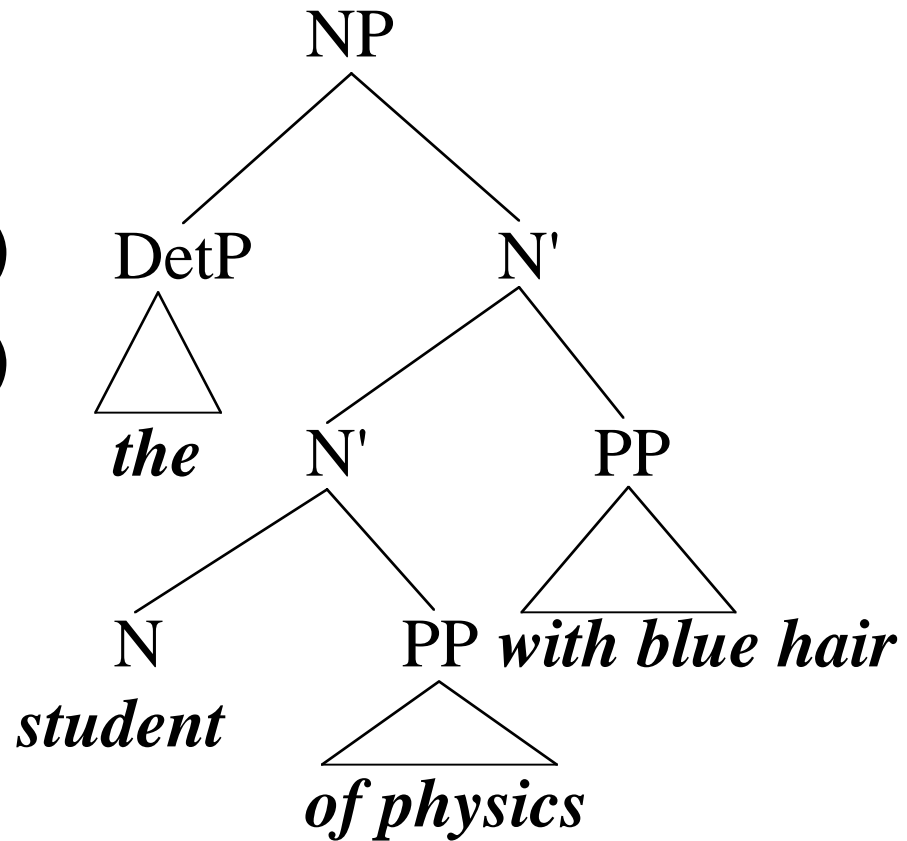 NP
DetP N'
the N' PP
N PP with blue hair
student
of physics